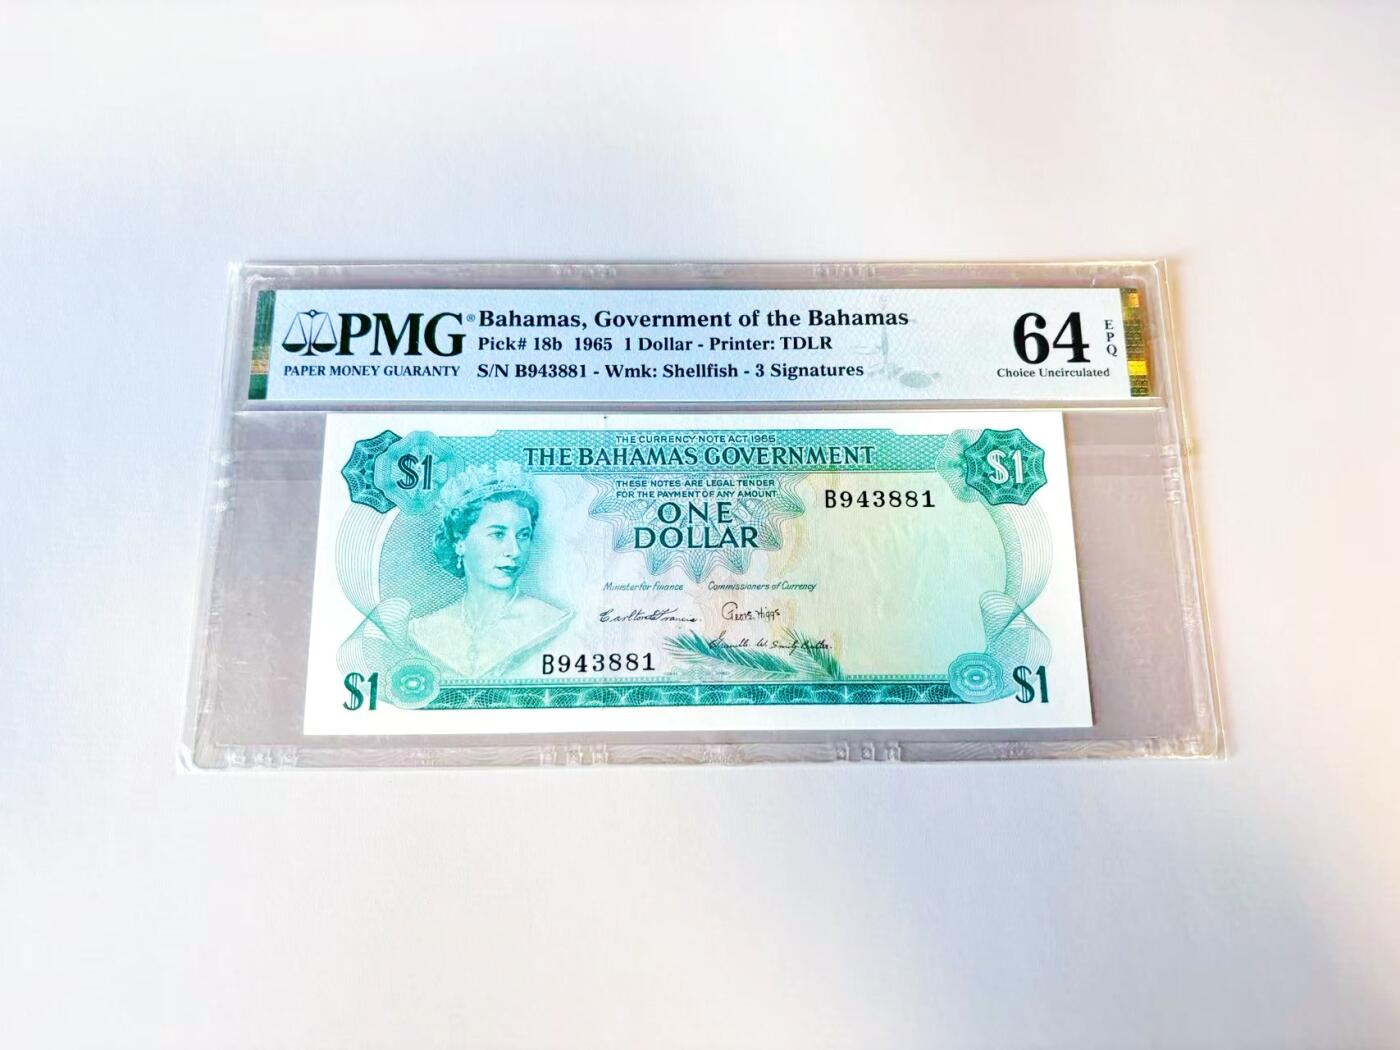 PMG®
PAPER MONEY GUARANTY
Bahamas, Government of the Bahamas
Pick# 18b 1965 1 Dollar - Printer: TDLR
S/N B943881 - Wmk: Shellfish - 3 Signatures
64 EPQ
Choice Uncirculated
THE CURRENCY NOTE ACT 1965
$1 THE BAHAMAS GOVERNMENT $1
THESE NOTES ARE LEGAL TENDER
FOR THE PAYMENT OF ANY AMOUNT
B943881
ONE
DOLLAR
Minister for Finance Commissioners of Currency
B943881
$1 $1